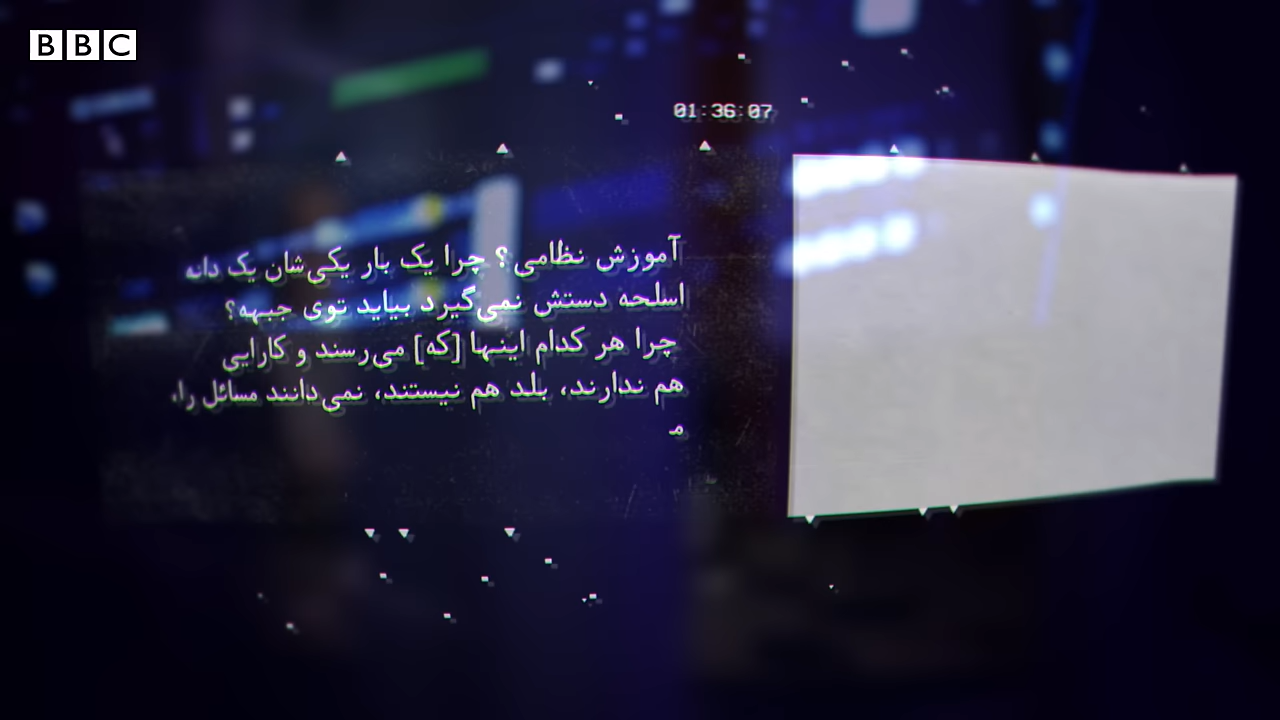 BBC
01:36:07
آموزش نظامی؟ چرا یک بار یکی‌شان یک دانه
اسلحه دستش نمی‌گیرد بیاید توی جبهه؟
چرا هر کدام اینها [که] می‌رسند و کارایی
هم ندارند، بلد هم نیستند، نمی‌دانند مسائل را،
م